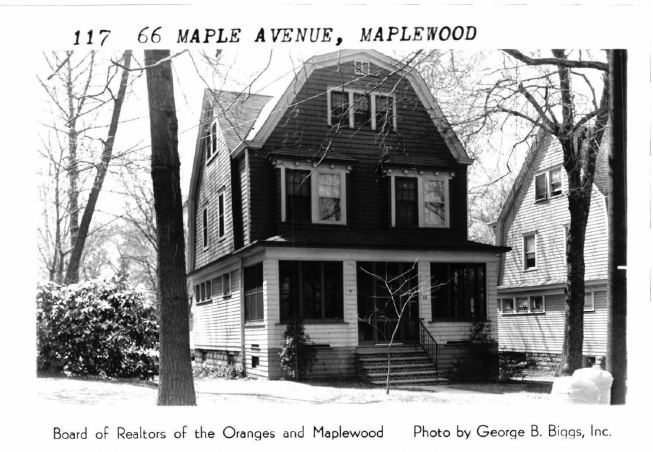 117 66 MAPLE AVENUE, MAPLEWOOD
Board of Realtors of the Oranges and Maplewood Photo by George B. Biggs, Inc.